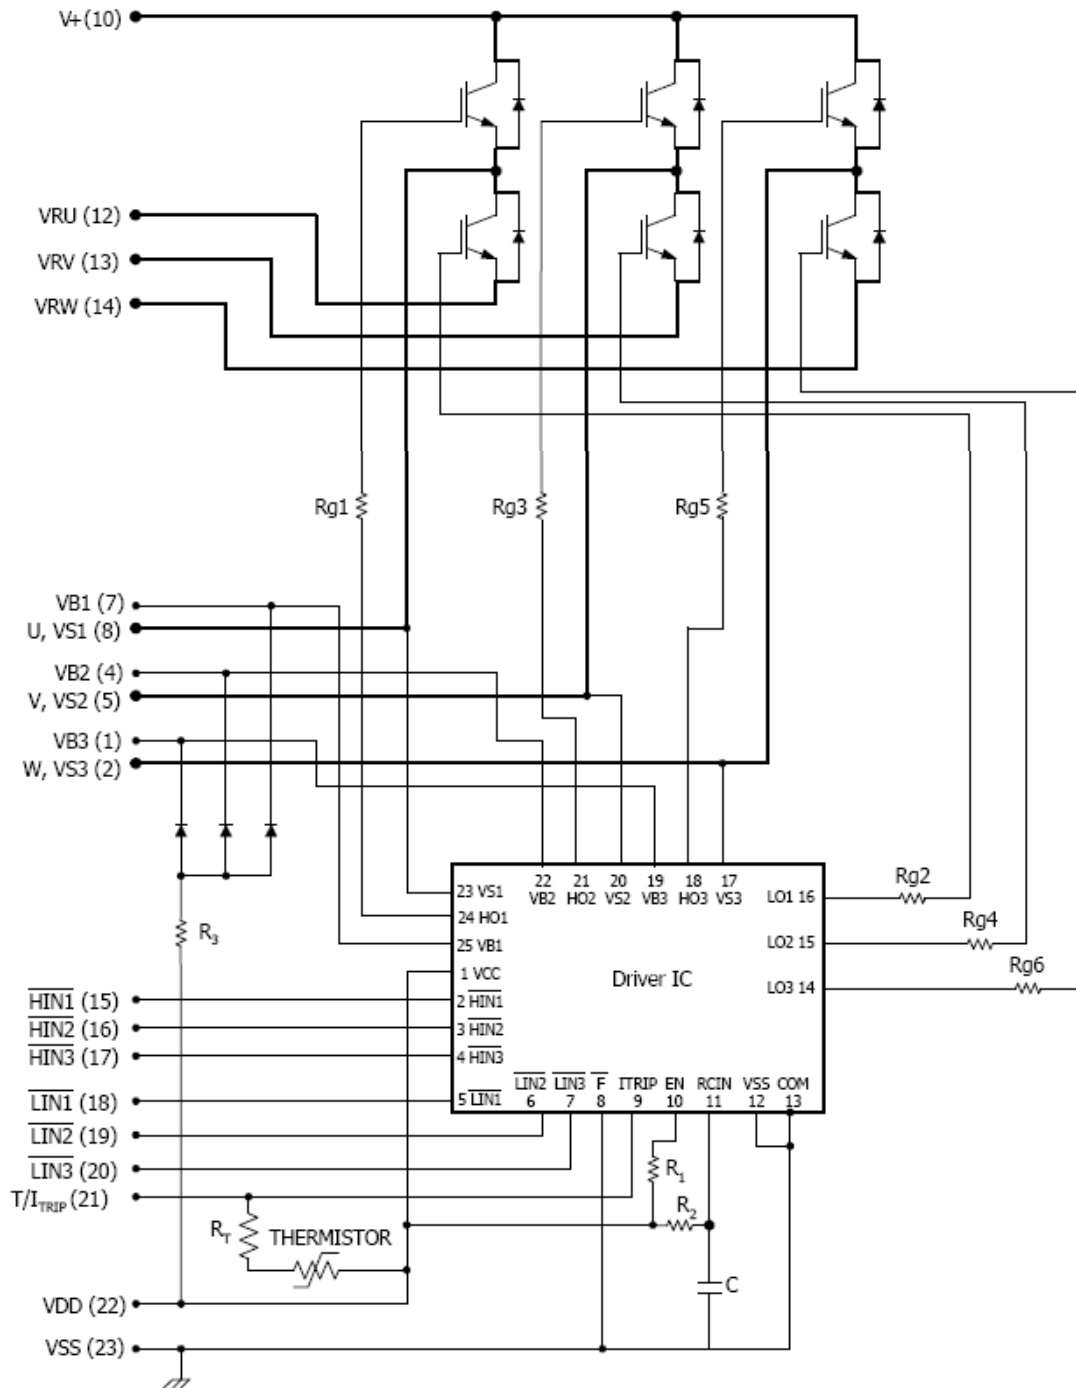 V+(10)
VRU (12)
VRV (13)
VRW (14)
Rg1
Rg3
Rg5
VB1 (7)
U, VS1 (8)
VB2 (4)
V, VS2 (5)
VB3 (1)
W, VS3 (2)
R3
23 VS1
24 HO1
25 VB1
1 VCC
2 HIN1
3 HIN2
4 HIN3
5 LIN1
22 21 20 19 18 17
VB2 HO2 VS2 VB3 HO3 VS3
LO1 16
LO2 15
LO3 14
Driver IC
Rg2
Rg4
Rg6
LIN2 LIN3 F ITRIP EN RCIN VSS COM
6 7 8 9 10 11 12 13
HIN1 (15)
HIN2 (16)
HIN3 (17)
LIN1 (18)
LIN2 (19)
LIN3 (20)
T/ITRIP (21)
R1
R2
RT
THERMISTOR
C
VDD (22)
VSS (23)